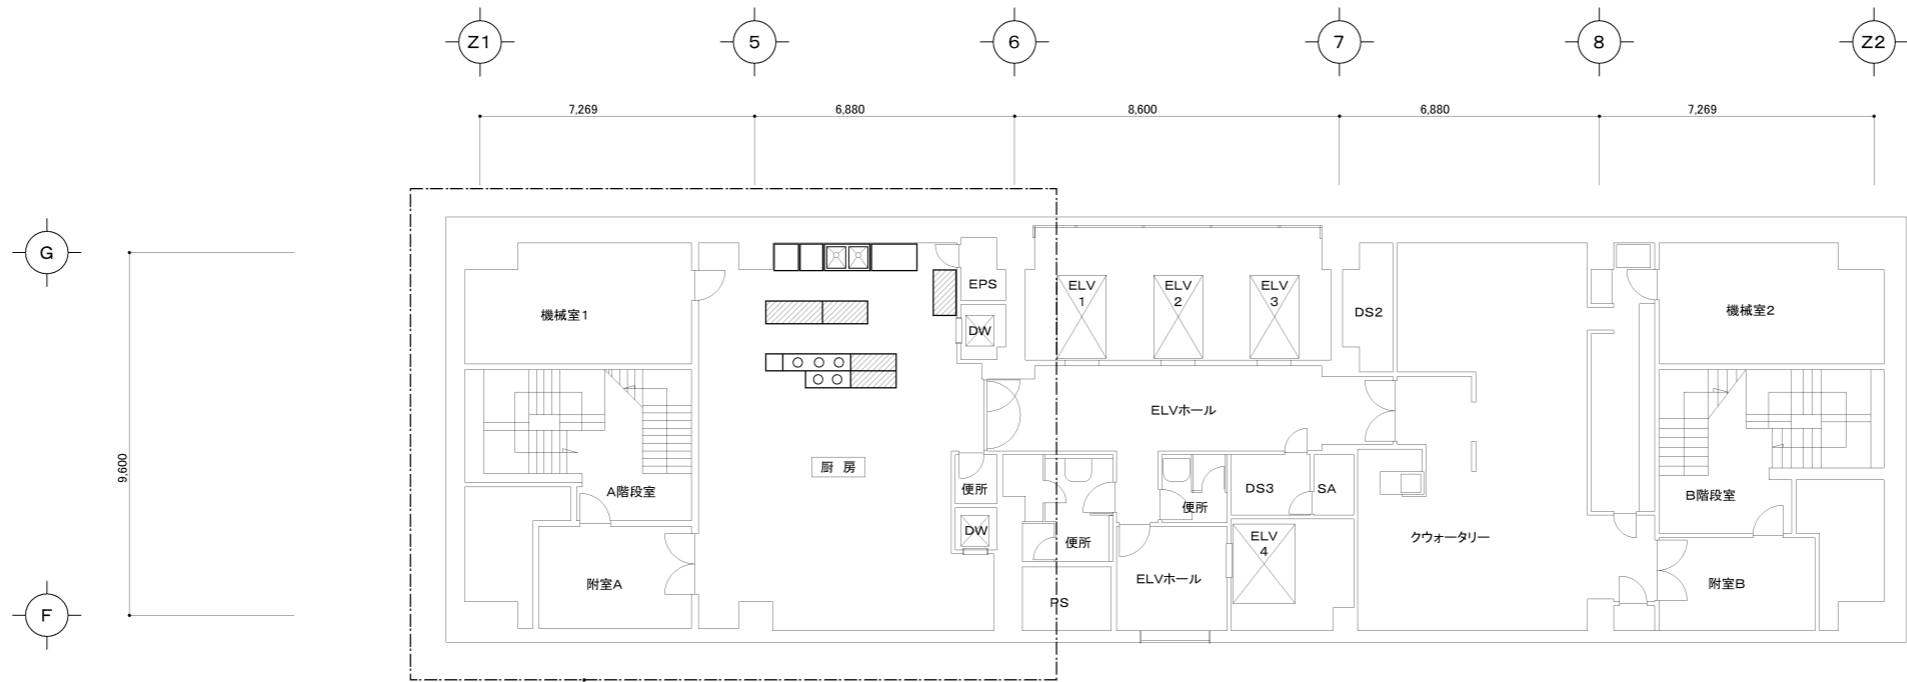 Z1
5
6
7
8
Z2
7,269
6,880
8,600
6,880
7,269
G
9,600
F
機械室1
EPS
DW
ELV
1
ELV
2
ELV
3
DS2
機械室2
ELVホール
厨 房
A階段室
便所
DW
便所
便所
DS3
SA
B階段室
クウォータリー
ELV
4
附室A
PS
ELVホール
附室B